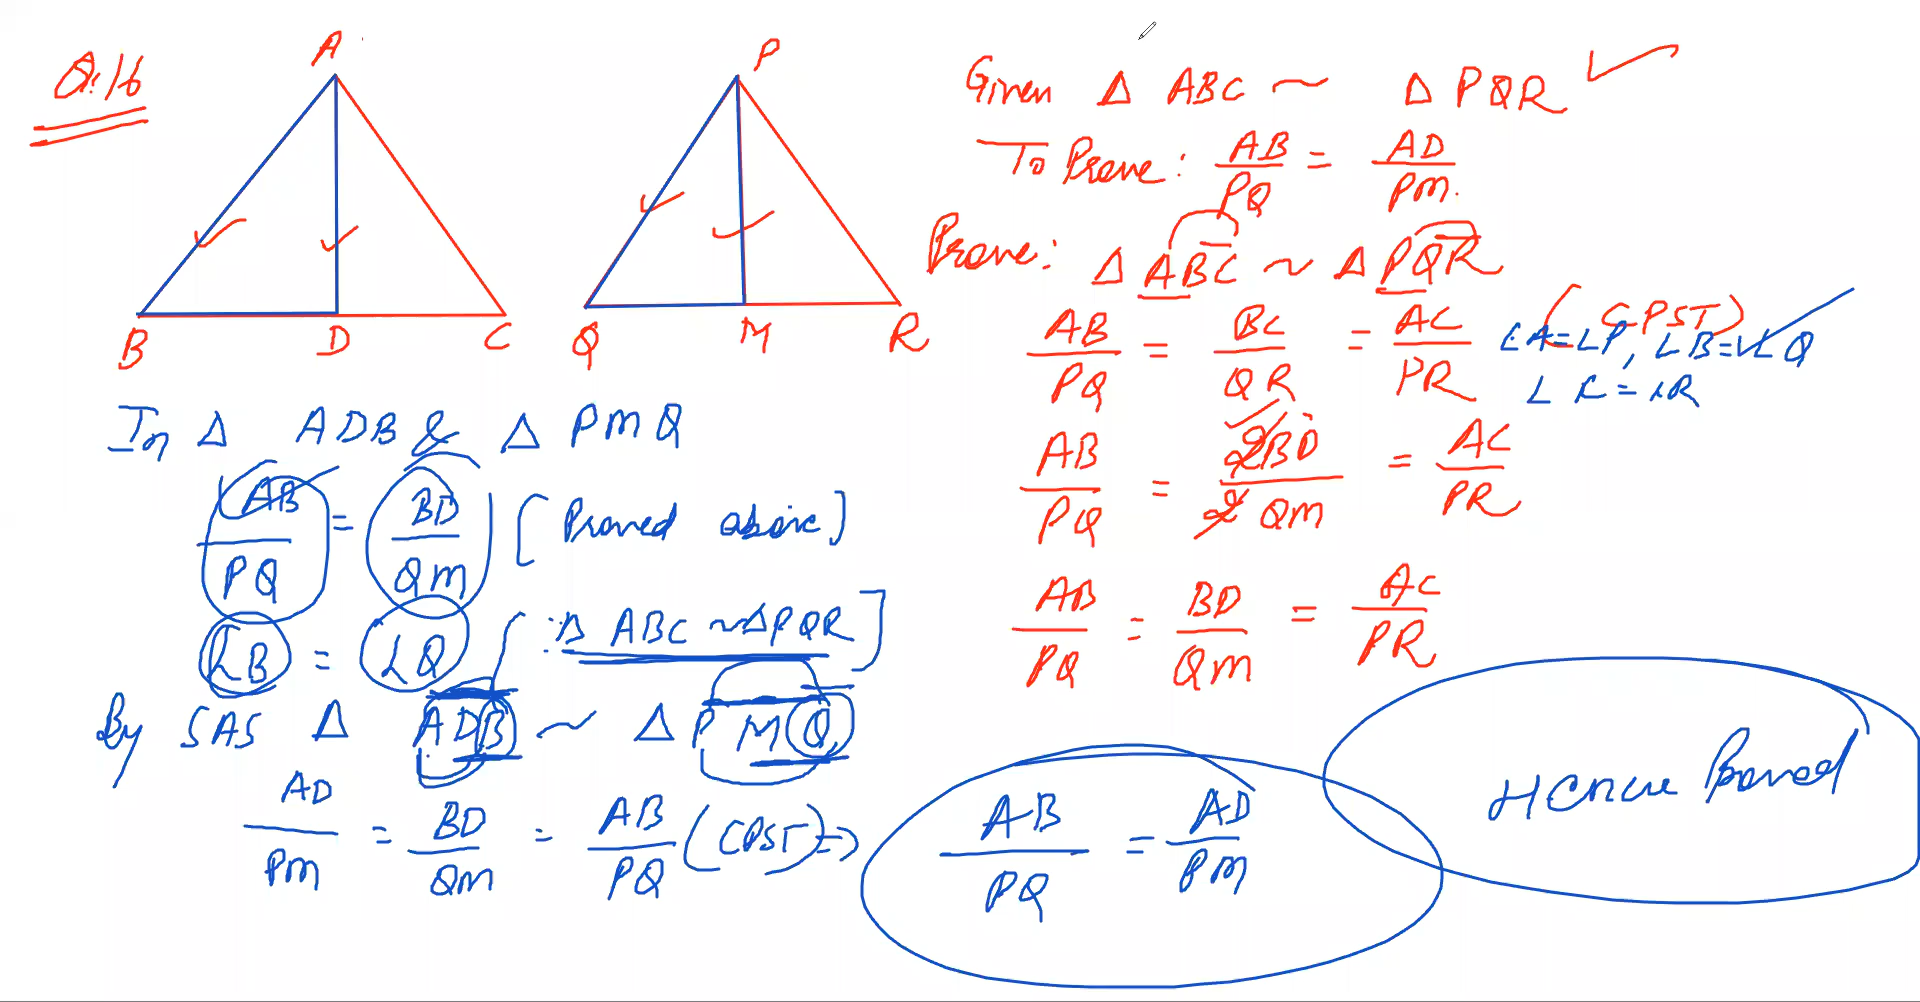 Q.16
A
B D C
P
Q M R
Given Δ ABC ~ Δ PQR
To Prove: AB/PQ = AD/PM.
Prove: Δ ABC ~ Δ PQR
AB/PQ = BC/QR = AC/PR (CPST)
∠A=∠P, ∠B=∠Q
∠C=∠R
AB/PQ = 2BD/2QM = AC/PR
AB/PQ = BD/QM = AC/PR
In Δ ADB & Δ PMQ
AB/PQ = BD/QM [Proved above]
∠B = ∠Q [∵ Δ ABC ~ Δ PQR]
By SAS Δ ADB ~ Δ PMQ
AD/PM = BD/QM = AB/PQ (CPST) ⇒
AB/PQ = AD/PM
Hence Proved